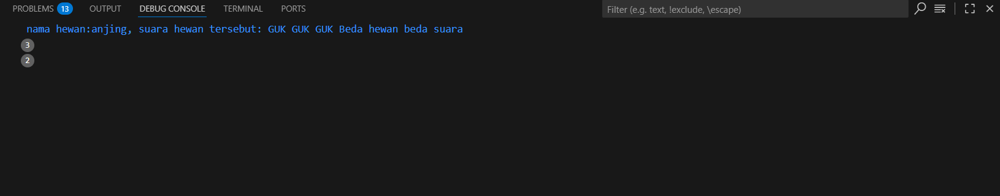 PROBLEMS 13 OUTPUT DEBUG CONSOLE TERMINAL PORTS Filter (e.g. text, !exclude, \escape)
nama hewan:anjing, suara hewan tersebut: GUK GUK GUK Beda hewan beda suara
3
2